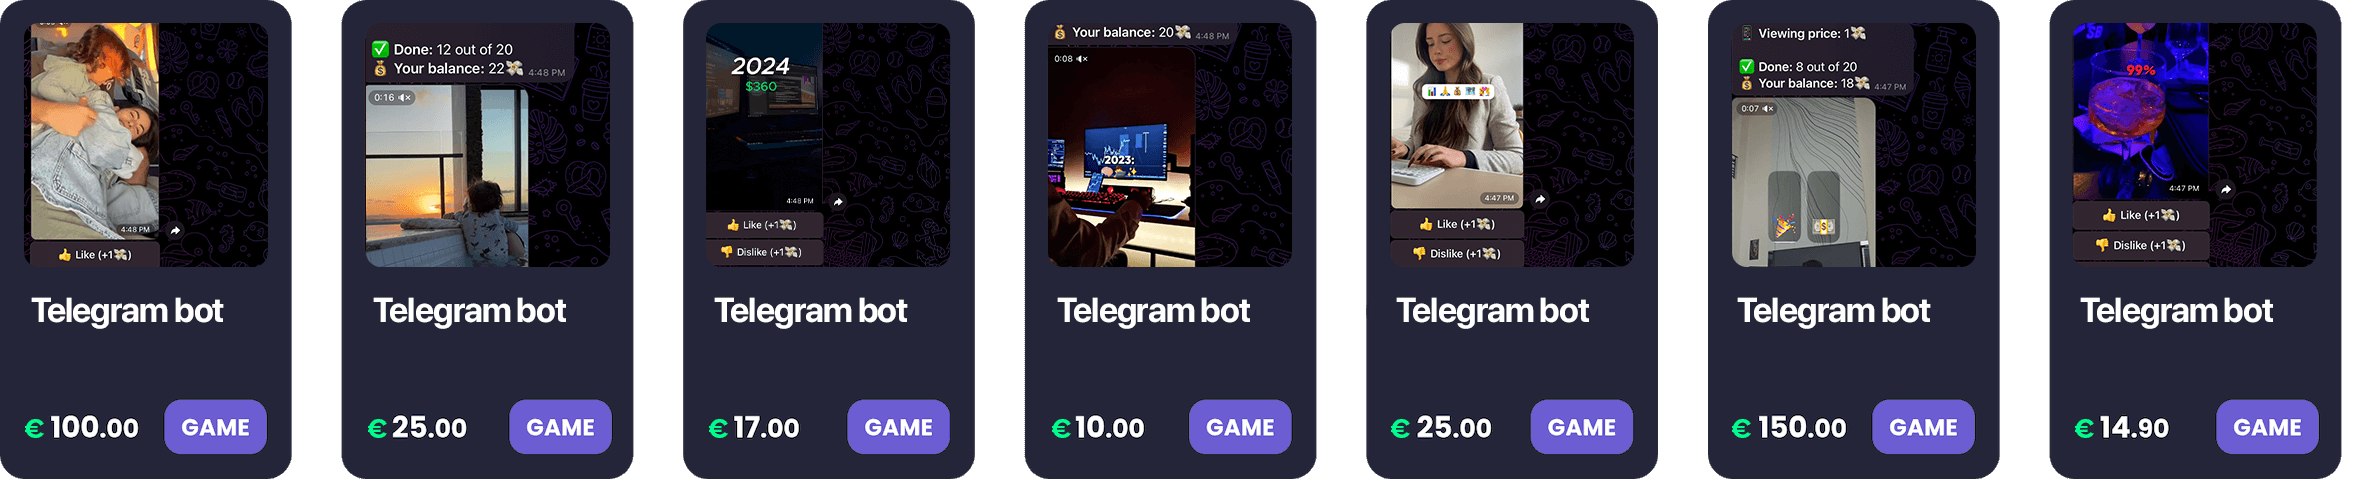 4:48 PM
👍 Like (+1💸)
Telegram bot
€ 100.00
GAME
✅ Done: 12 out of 20
💰 Your balance: 22💸 4:48 PM
0:16
Telegram bot
€ 25.00
GAME
2024
$360
4:48 PM
👍 Like (+1💸)
👎 Dislike (+1💸)
Telegram bot
€ 17.00
GAME
💰 Your balance: 20💸 4:48 PM
0:08
2023:
Telegram bot
€ 10.00
GAME
4:47 PM
👍 Like (+1💸)
👎 Dislike (+1💸)
Telegram bot
€ 25.00
GAME
Viewing price: 1💸
✅ Done: 8 out of 20
💰 Your balance: 18💸 4:47 PM
0:07
Telegram bot
€ 150.00
GAME
99%
4:47 PM
👍 Like (+1💸)
👎 Dislike (+1💸)
Telegram bot
€ 14.90
GAME